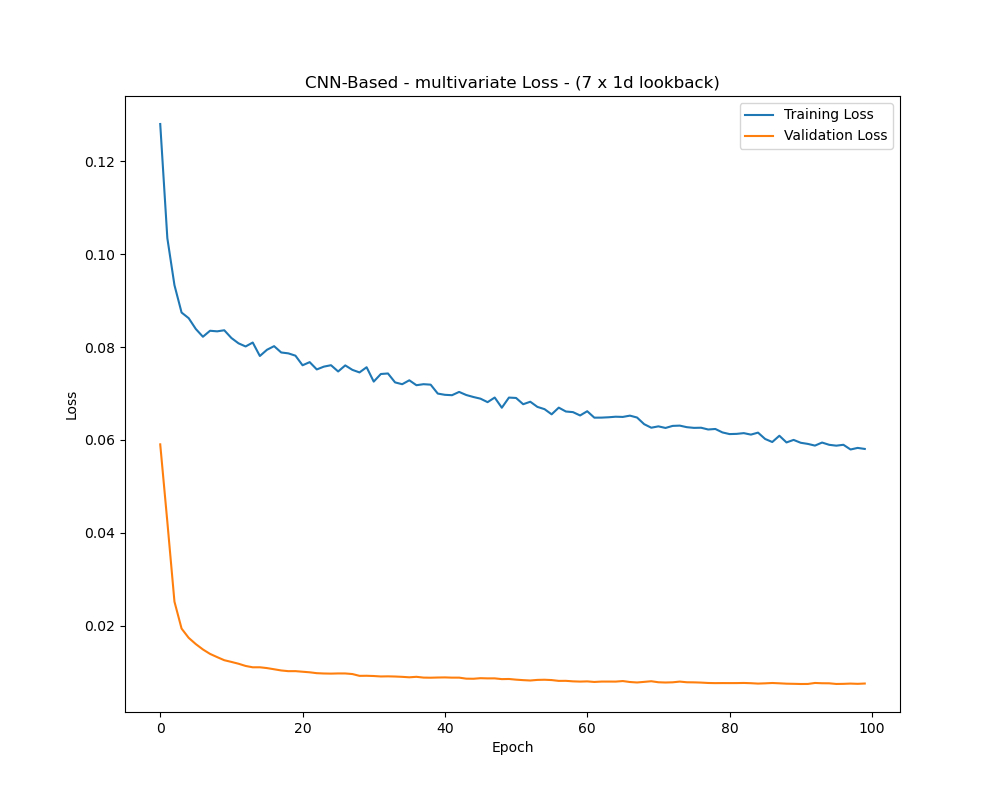 CNN-Based - multivariate Loss - (7 x 1d lookback)
Training Loss
Validation Loss
0.12
0.10
0.08
0.06
0.04
0.02
Loss
0 20 40 60 80 100
Epoch